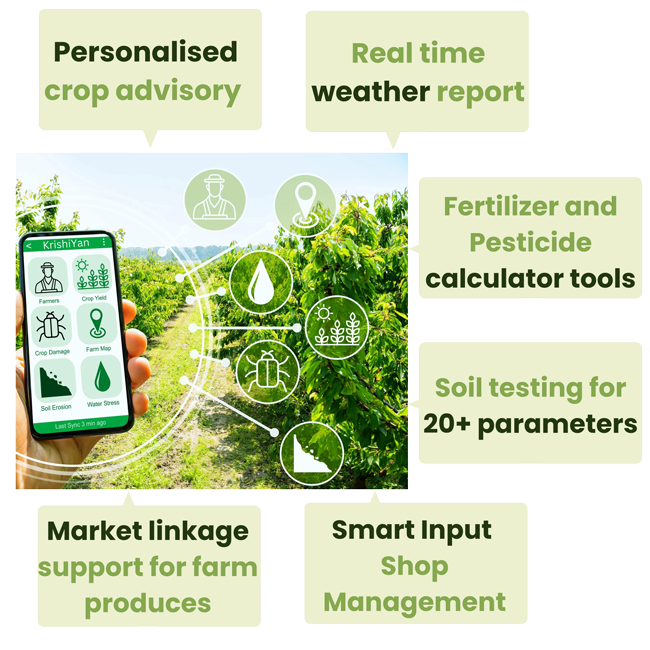 Personalised
crop advisory
Real time
weather report
Fertilizer and
Pesticide
calculator tools
Soil testing for
20+ parameters
< KrishiYan
Farmers
Crop Yield
Crop Damage
Farm Map
Soil Erosion
Water Stress
Last Sync 3 min ago
Market linkage
support for farm
produces
Smart Input
Shop
Management